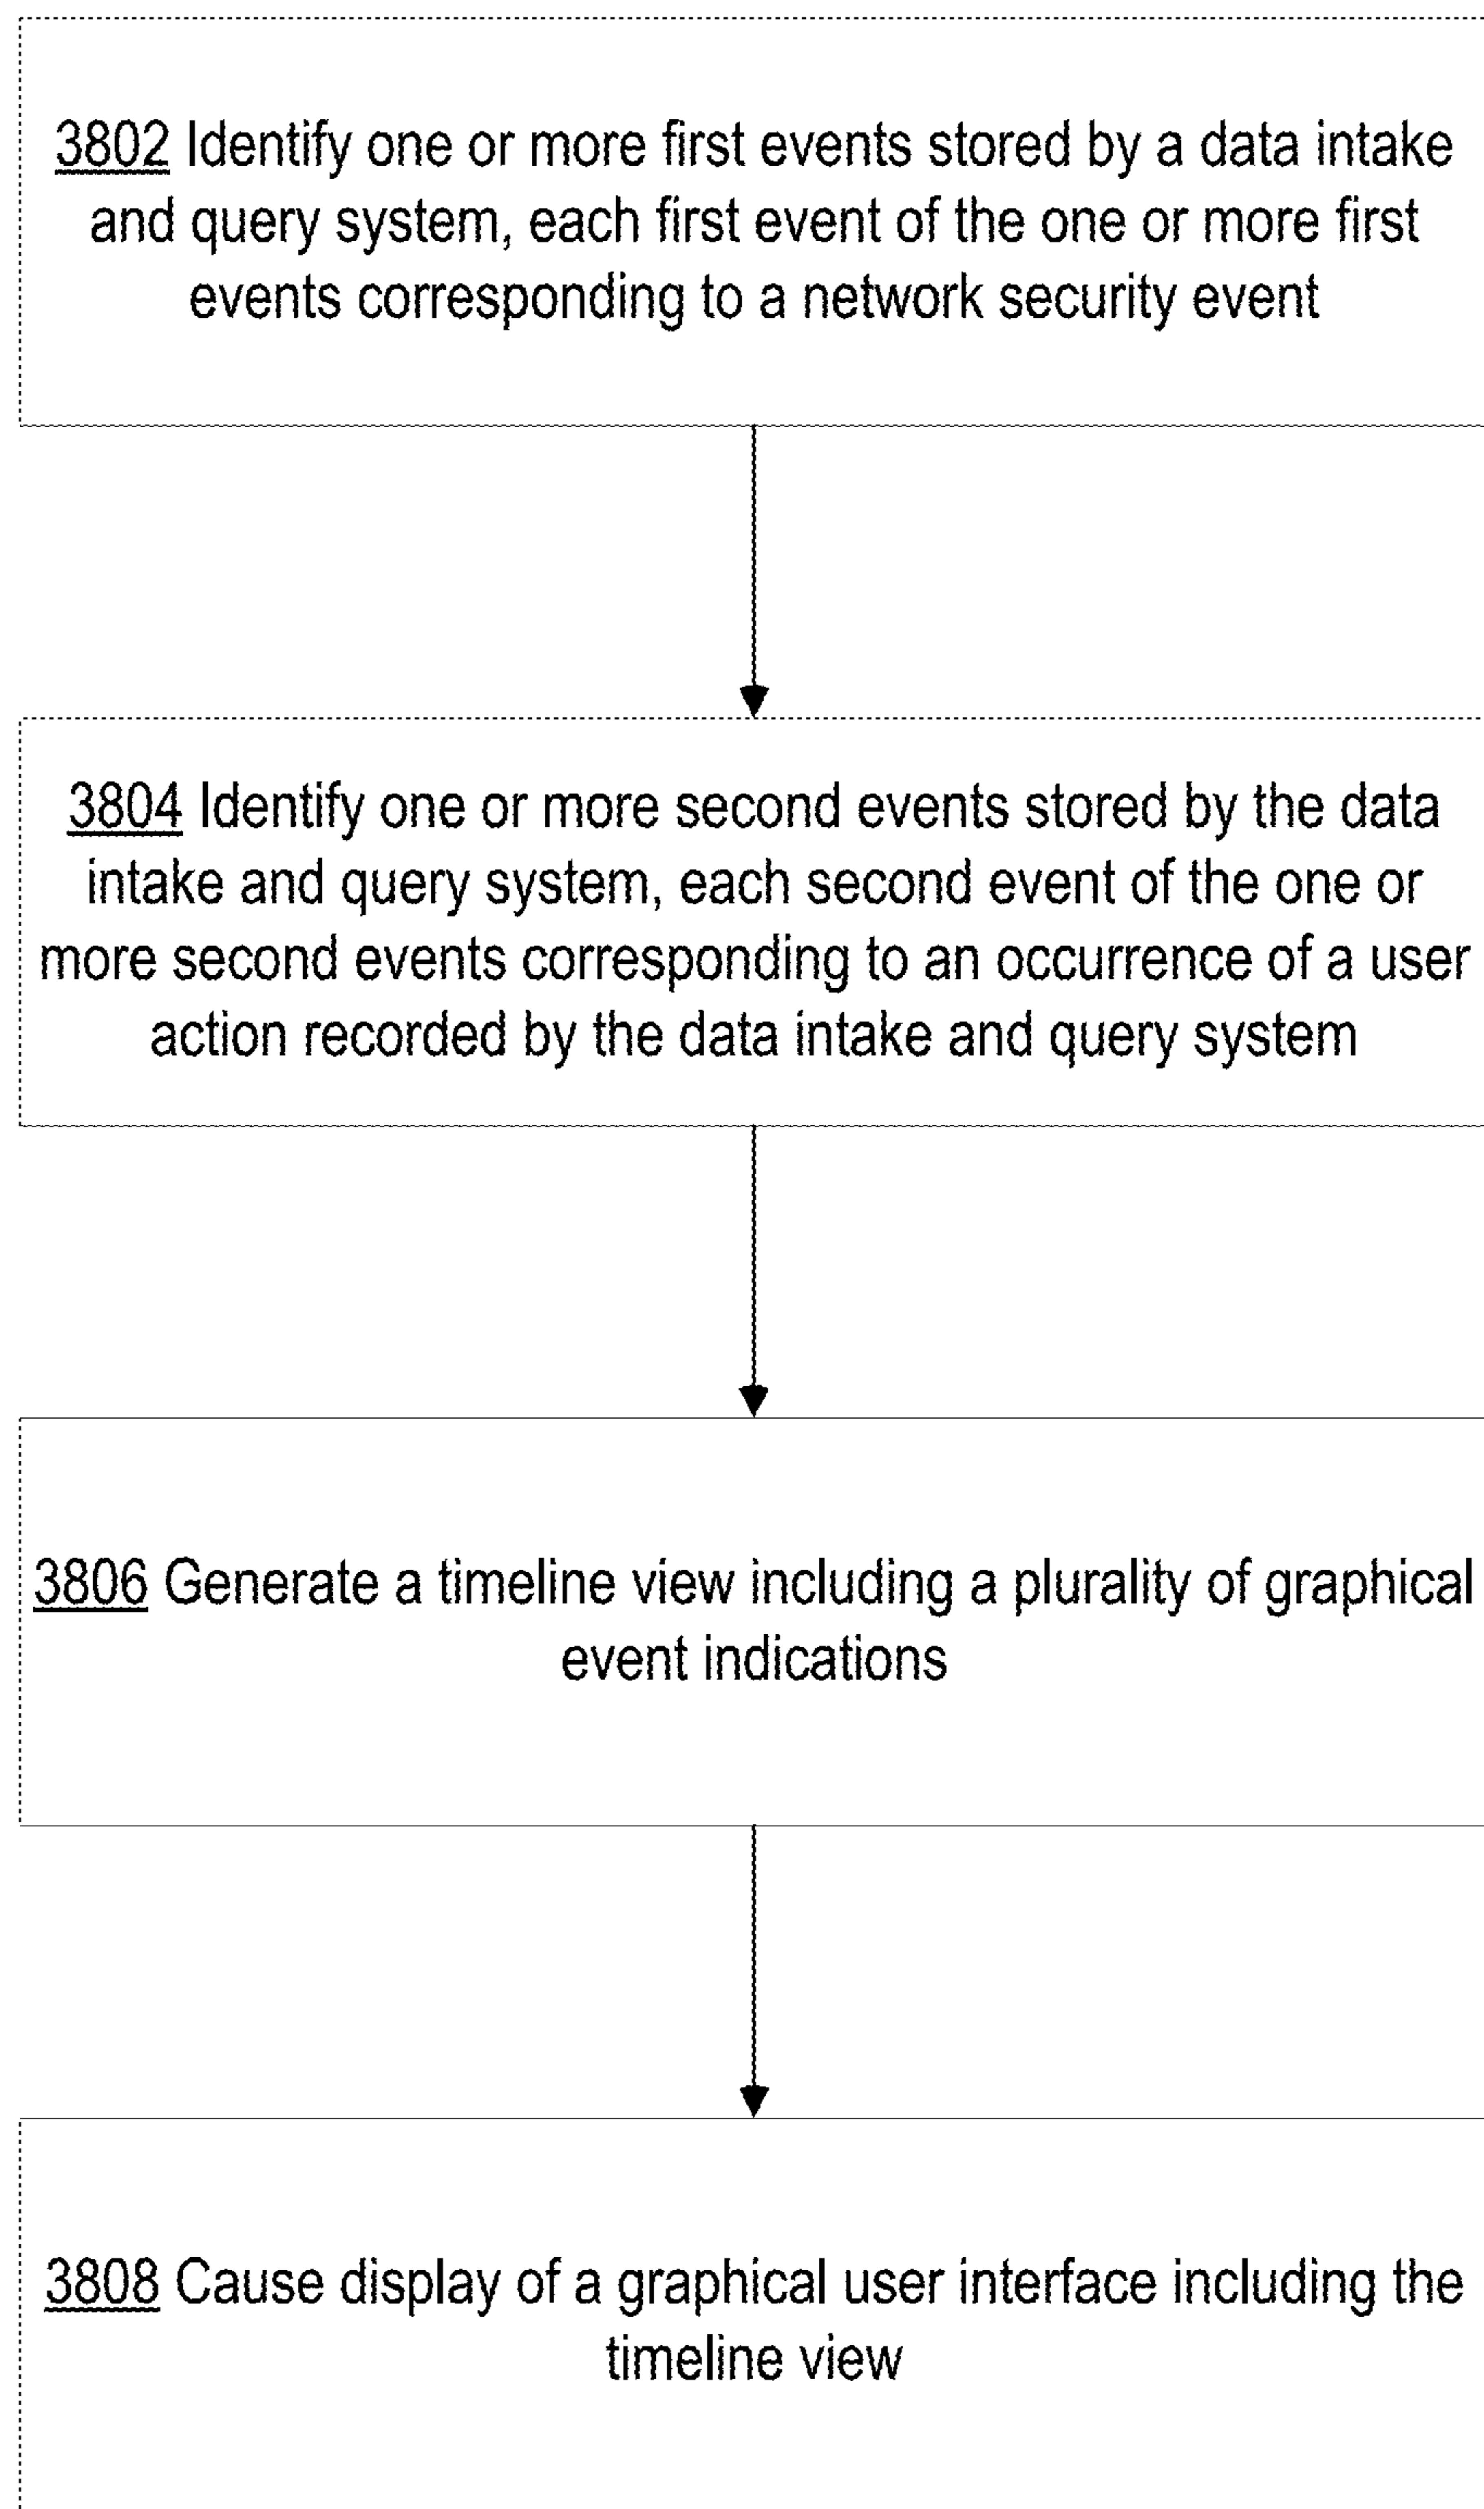 3802 Identify one or more first events stored by a data intake
and query system, each first event of the one or more first
events corresponding to a network security event
3804 Identify one or more second events stored by the data
intake and query system, each second event of the one or
more second events corresponding to an occurrence of a user
action recorded by the data intake and query system
3806 Generate a timeline view including a plurality of graphical
event indications
3808 Cause display of a graphical user interface including the
timeline view